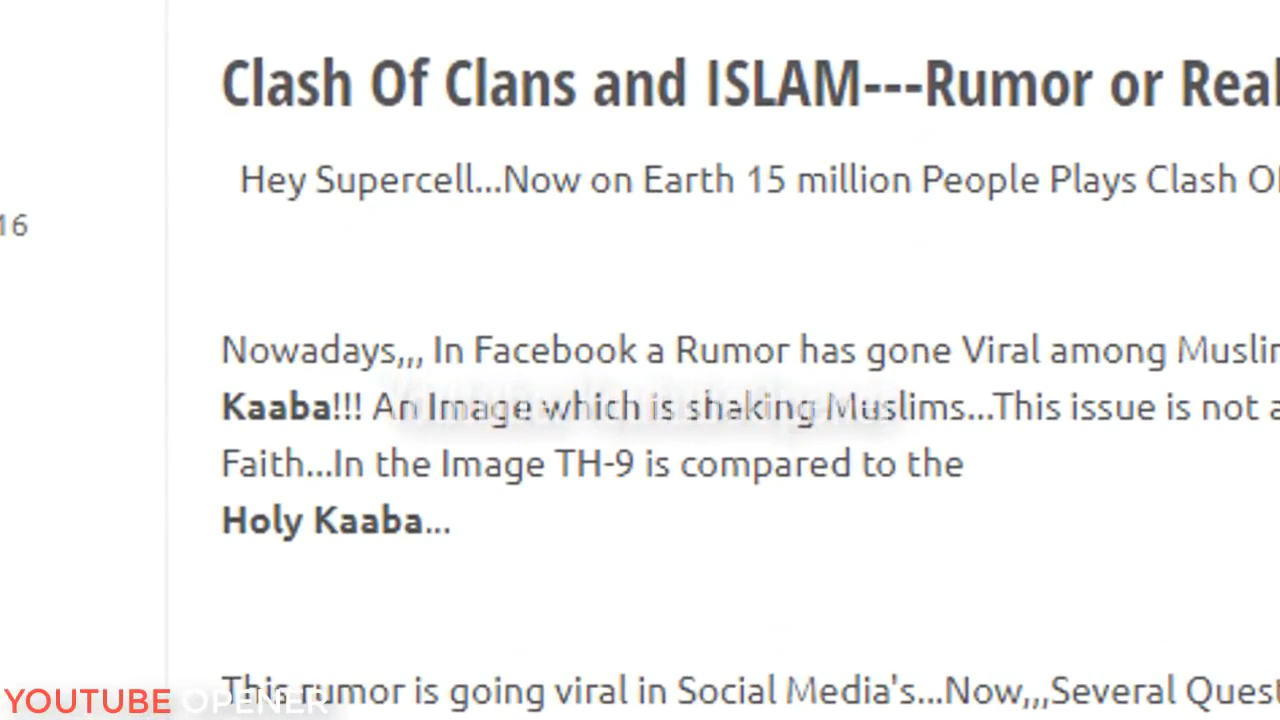 Clash Of Clans and ISLAM---Rumor or Real
Hey Supercell...Now on Earth 15 million People Plays Clash Of
16
Nowadays,,, In Facebook a Rumor has gone Viral among Muslim
Kaaba!!! An Image which is shaking Muslims...This issue is not a
Faith...In the Image TH-9 is compared to the
Holy Kaaba...
This rumor is going viral in Social Media's...Now,,,Several Quest
YOUTUBE OPENER